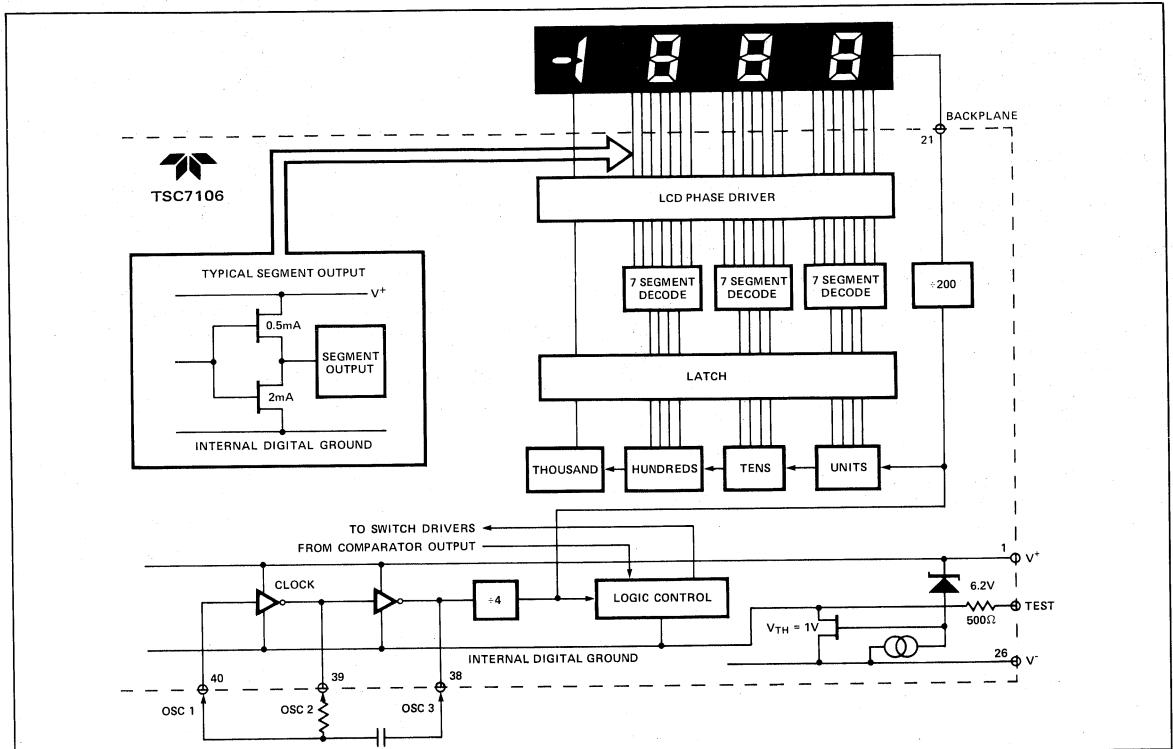 -1 8 8 8
BACKPLANE
21
TSC7106
LCD PHASE DRIVER
TYPICAL SEGMENT OUTPUT
V+
0.5mA
SEGMENT
OUTPUT
2mA
INTERNAL DIGITAL GROUND
7 SEGMENT
DECODE
7 SEGMENT
DECODE
7 SEGMENT
DECODE
÷200
LATCH
THOUSAND
HUNDREDS
TENS
UNITS
TO SWITCH DRIVERS
FROM COMPARATOR OUTPUT
1
V+
CLOCK
÷4
LOGIC CONTROL
6.2V
TEST
500Ω
VTH = 1V
INTERNAL DIGITAL GROUND
26
V-
40
39
38
OSC 1
OSC 2
OSC 3